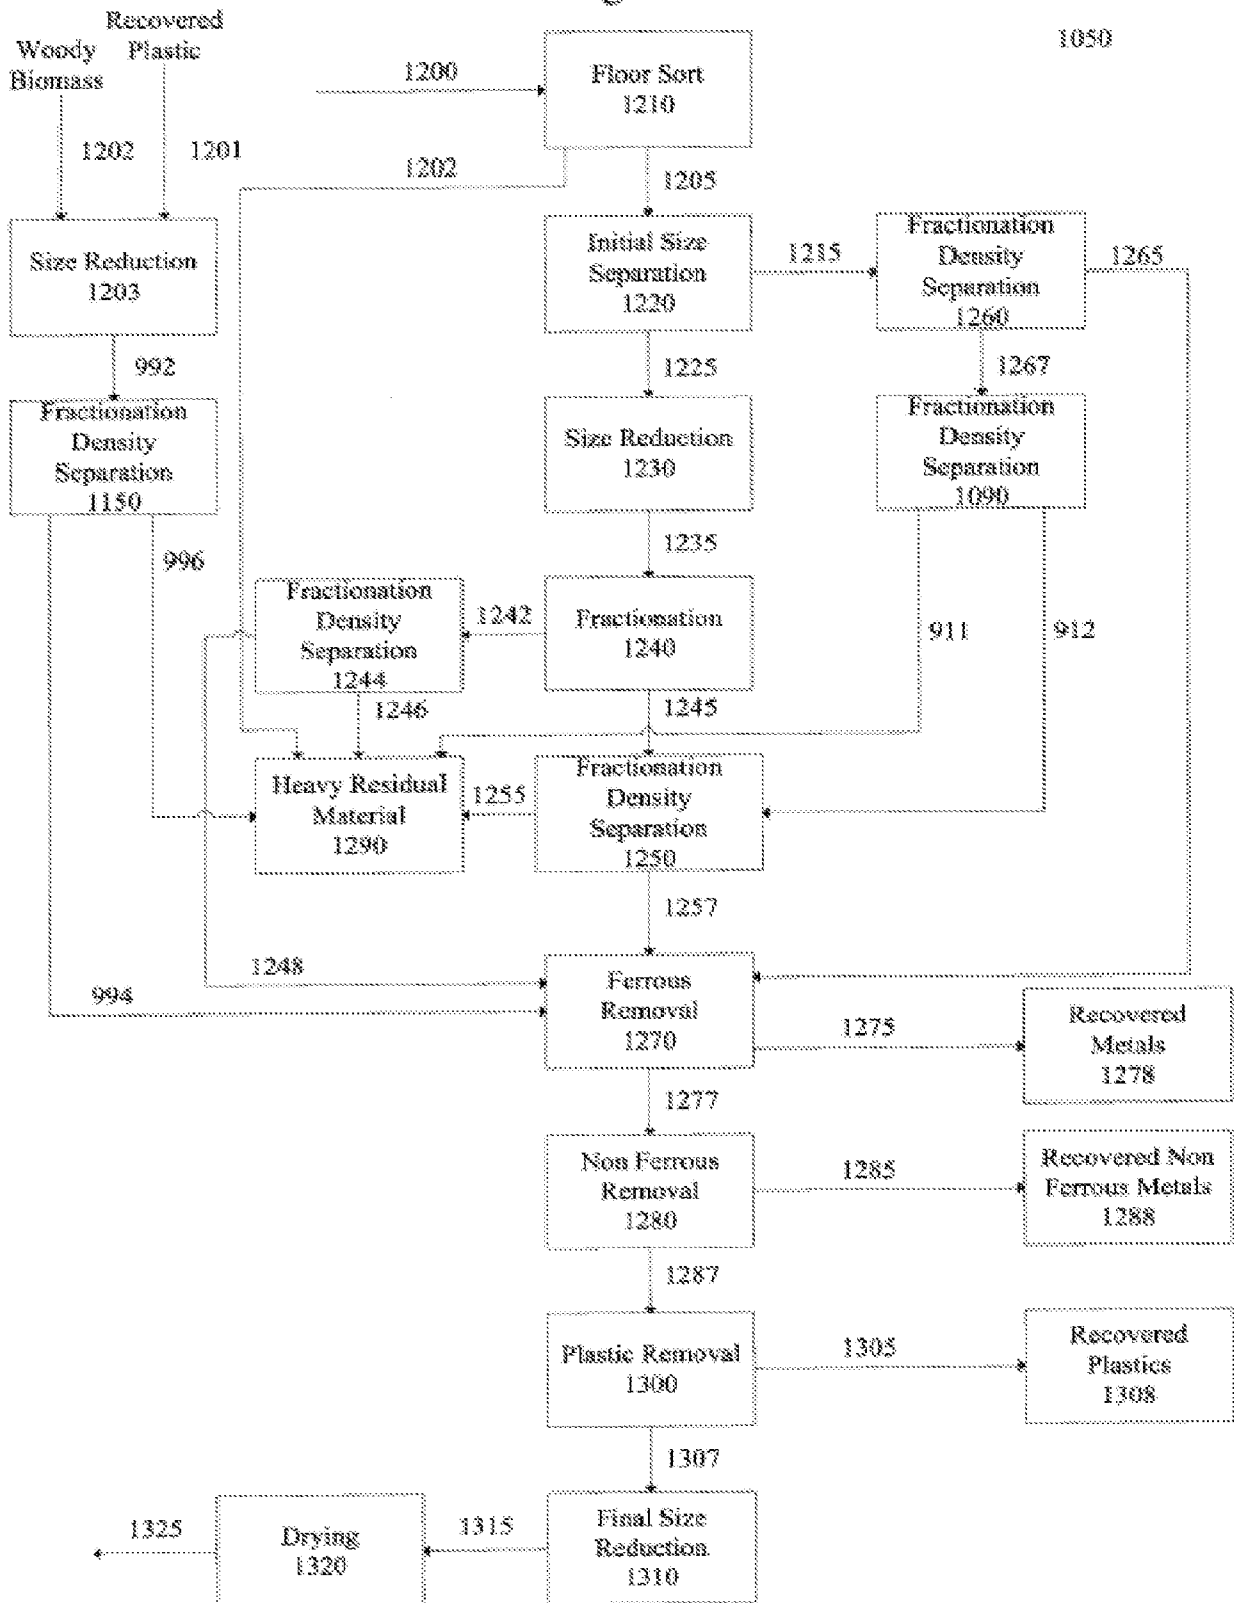 1050
Woody
Biomass
Recovered
Plastic
1202
1201
1200
Floor Sort
1210
1202
1205
Size Reduction
1203
Initial Size
Separation
1220
1215
Fractionation
Density
Separation
1260
1265
992
1225
1267
Fractionation
Density
Separation
1150
Size Reduction
1230
Fractionation
Density
Separation
1090
996
1235
Fractionation
Density
Separation
1244
1242
Fractionation
1240
911
912
1246
1245
Heavy Residual
Material
1290
1255
Fractionation
Density
Separation
1250
1257
1248
994
Ferrous
Removal
1270
1275
Recovered
Metals
1278
1277
Non Ferrous
Removal
1280
1285
Recovered Non
Ferrous Metals
1288
1287
Plastic Removal
1300
1305
Recovered
Plastics
1308
1307
1325
Drying
1320
1315
Final Size
Reduction
1310